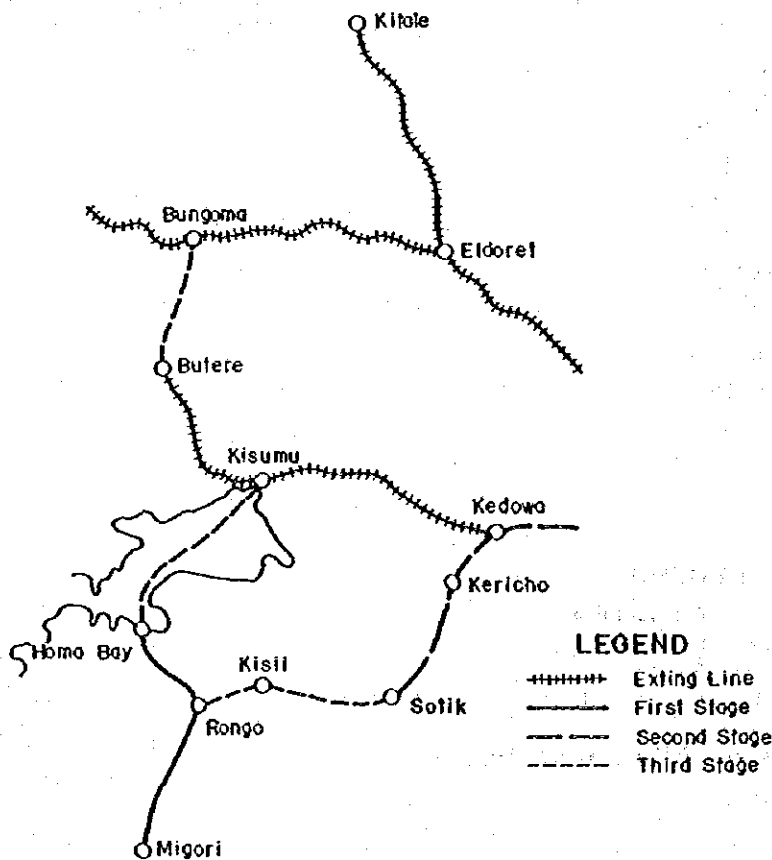 Kitale
Bungoma
Eldoret
Butere
Kisumu
Kedowa
Kericho
Homa Bay
Kisii
Sotik
Rongo
Migori
LEGEND
Exting Line
First Stage
Second Stage
Third Stage